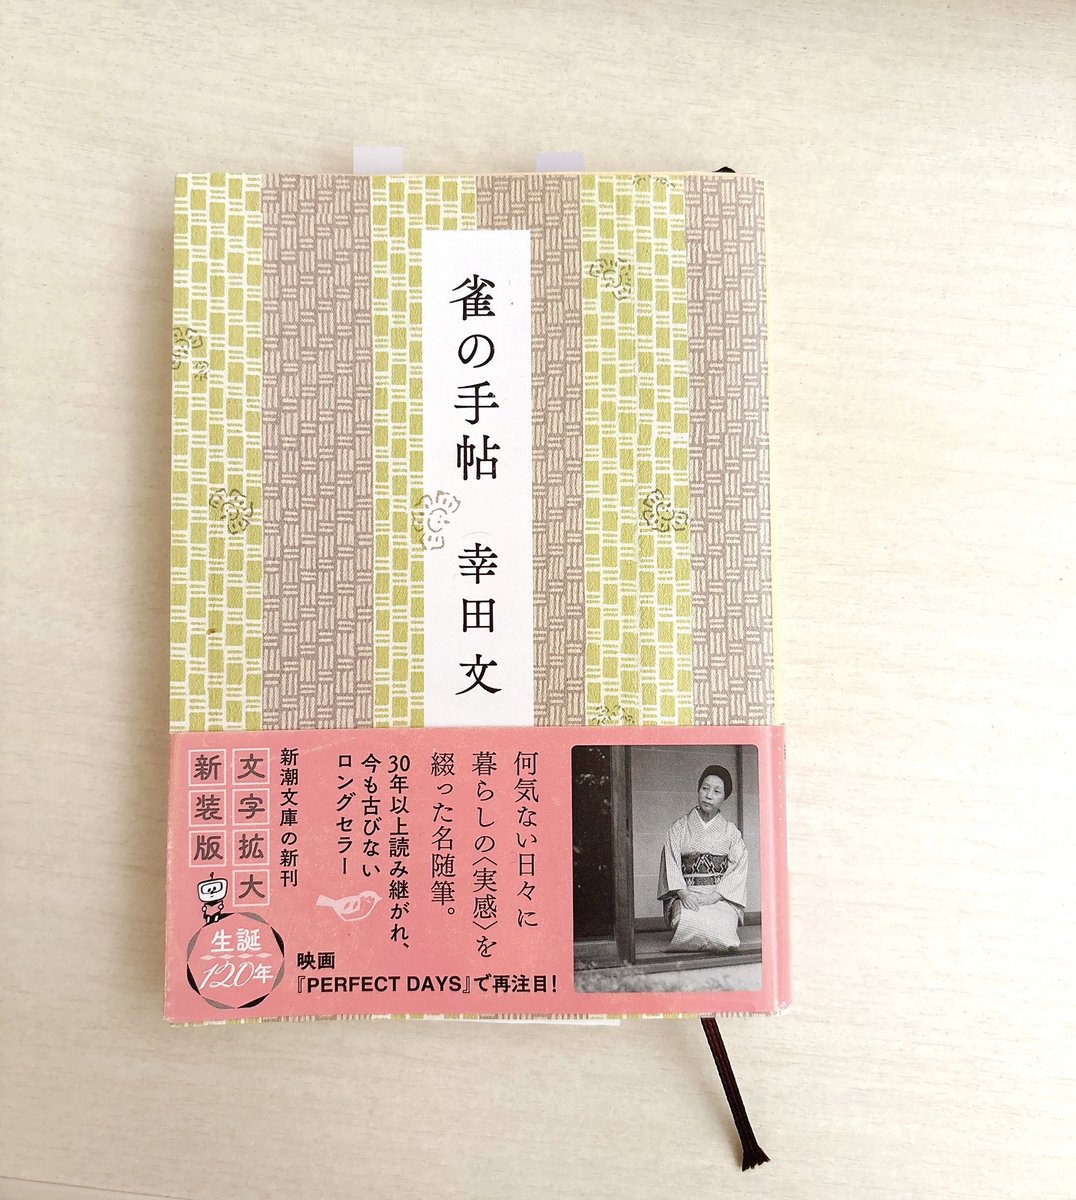 雀の手帖
幸田文
何気ない日々に
暮らしの〈実感〉を
綴った名随筆。
30年以上読み継がれ、
今も古びない
ロングセラー
映画
『PERFECT DAYS』で再注目！
新潮文庫の新刊
文字拡大
新装版
生誕
120年